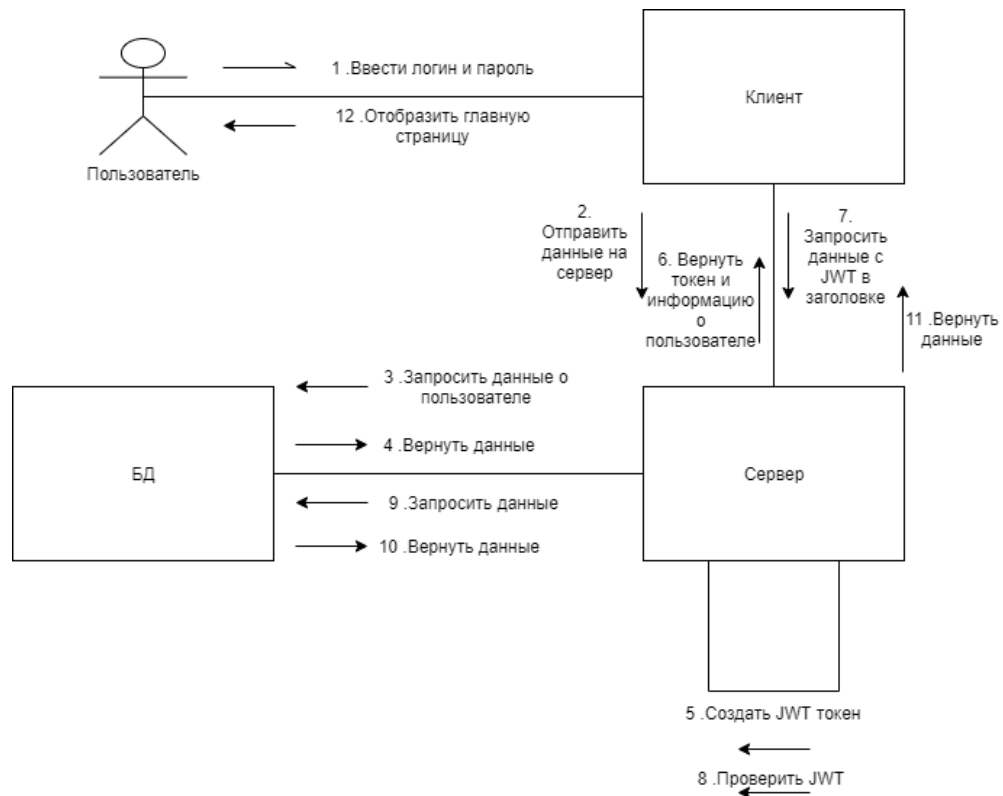 1 .Ввести логин и пароль
Клиент
12 .Отобразить главную
страницу
Пользователь
2.
Отправить
данные на
сервер
6. Вернуть
токен и
информацию
о
пользователе
7.
Запросить
данные с
JWT в
заголовке
11 .Вернуть
данные
3 .Запросить данные о
пользователе
4 .Вернуть данные
БД
Сервер
9 .Запросить данные
10 .Вернуть данные
5 .Создать JWT токен
8 .Проверить JWT